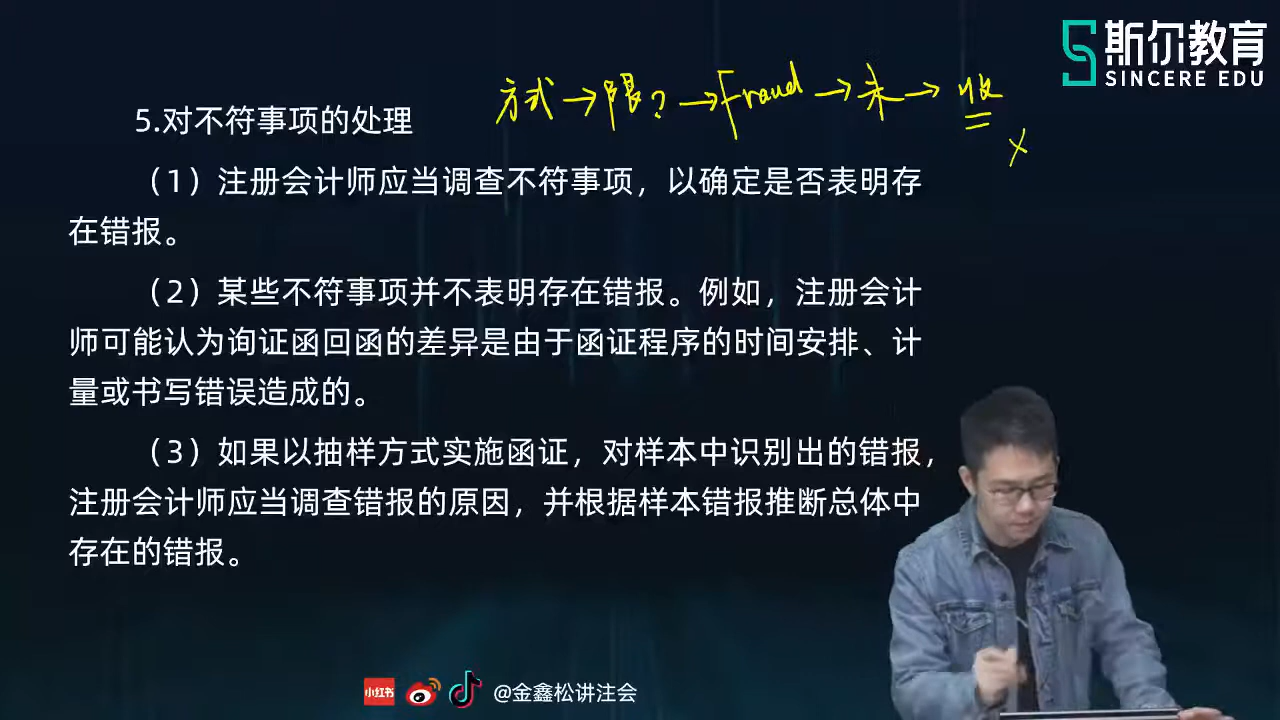 斯尔教育
SINCERE EDU
方式→限?→Fraud→未→收
X
5.对不符事项的处理
（1）注册会计师应当调查不符事项，以确定是否表明存
在错报。
（2）某些不符事项并不表明存在错报。例如，注册会计
师可能认为询证函回函的差异是由于函证程序的时间安排、计
量或书写错误造成的。
（3）如果以抽样方式实施函证，对样本中识别出的错报，
注册会计师应当调查错报的原因，并根据样本错报推断总体中
存在的错报。
小红书
@金鑫松讲注会